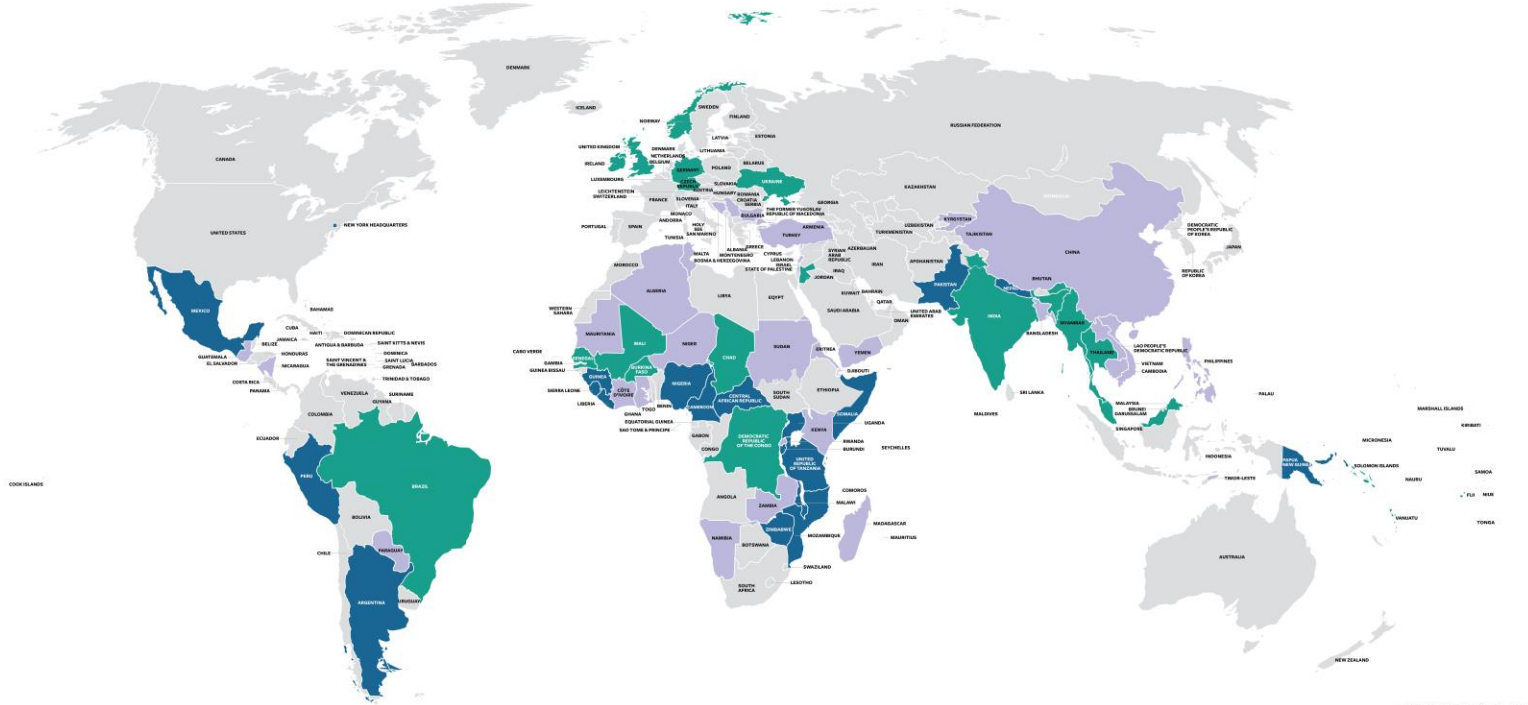 DENMARK
ICELAND
NORWAY
SWEDEN
FINLAND
RUSSIAN FEDERATION
ESTONIA
LATVIA
LITHUANIA
UNITED KINGDOM
DENMARK
NETHERLANDS
BELGIUM
IRELAND
POLAND
BELARUS
GERMANY
LUXEMBOURG
CZECH
REPUBLIC
SLOVAKIA
UKRAINE
AUSTRIA
LIECHTENSTEIN
SWITZERLAND
HUNGARY
FRANCE
SLOVENIA
ROMANIA
CROATIA
SERBIA
ITALY
MONACO
ANDORRA
BULGARIA
THE FORMER YUGOSLAV
REPUBLIC OF MACEDONIA
GEORGIA
KAZAKHSTAN
MONGOLIA
CANADA
UNITED STATES
NEW YORK HEADQUARTERS
PORTUGAL
SPAIN
HOLY
SEE
SAN MARINO
TUNISIA
MALTA
ALBANIA
MONTENEGRO
BOSNIA & HERZEGOVINA
GREECE
TURKEY
ARMENIA
CYPRUS
LEBANON
ISRAEL
STATE OF PALESTINE
SYRIAN
ARAB
REPUBLIC
AZERBAIJAN
UZBEKISTAN
TURKMENISTAN
KYRGYSTAN
TAJIKISTAN
CHINA
DEMOCRATIC
PEOPLE'S REPUBLIC
OF KOREA
JAPAN
REPUBLIC
OF KOREA
MOROCCO
ALGERIA
LIBYA
EQYPT
JORDAN
IRAQ
IRAN
AFGHANISTAN
KUWAIT
BAHRAIN
QATAR
SAUDI ARABIA
UNITED ARAB
EMIRATES
OMAN
PAKISTAN
NEPAL
BHUTAN
INDIA
BANGLADESH
MYANMAR
LAO PEOPLE'S
DEMOCRATIC REPUBLIC
THAILAND
VIETNAM
CAMBODIA
PHILIPPINES
MEXICO
BAHAMAS
CUBA
HAITI
DOMINICAN REPUBLIC
JAMAICA
BELIZE
ANTIGUA & BARBUDA
SAINT KITTS & NEVIS
GUATEMALA
EL SALVADOR
HONDURAS
NICARAGUA
SAINT VINCENT &
THE GRENADINES
DOMINICA
SAINT LUCIA
GRENADA
BARBADOS
COSTA RICA
PANAMA
TRINIDAD & TOBAGO
VENEZUELA
SURINAME
GUYANA
COLOMBIA
ECUADOR
PERU
BRAZIL
BOLIVIA
PARAGUAY
CHILE
ARGENTINA
URUGUAY
COOK ISLANDS
WESTERN
SAHARA
MAURITANIA
MALI
NIGER
CHAD
SUDAN
ERITREA
YEMEN
DJIBOUTI
CABO VERDE
SENEGAL
GAMBIA
GUINEA BISSAU
GUINEA
BURKINA
FASO
SIERRA LEONE
LIBERIA
CÔTE
D'IVOIRE
GHANA
TOGO
BENIN
NIGERIA
CAMEROON
CENTRAL
AFRICAN REPUBLIC
SOUTH
SUDAN
ETHIOPIA
SOMALIA
EQUATORIAL GUINEA
SAO TOME & PRINCIPE
GABON
CONGO
DEMOCRATIC
REPUBLIC
OF THE CONGO
UGANDA
KENYA
RWANDA
BURUNDI
UNITED
REPUBLIC
OF TANZANIA
SEYCHELLES
ANGOLA
ZAMBIA
COMOROS
MALAWI
ZIMBABWE
MOZAMBIQUE
MADAGASCAR
MAURITIUS
NAMIBIA
BOTSWANA
SWAZILAND
LESOTHO
SOUTH
AFRICA
SRI LANKA
MALDIVES
MALAYSIA
BRUNEI
DARUSSALAM
SINGAPORE
INDONESIA
TIMOR-LESTE
PALAU
PAPUA
NEW GUINEA
MARSHALL ISLANDS
KIRIBATI
MICRONESIA
TUVALU
SOLOMON ISLANDS
SAMOA
NAURU
FIJI
NIUE
VANUATU
TONGA
AUSTRALIA
NEW ZEALAND